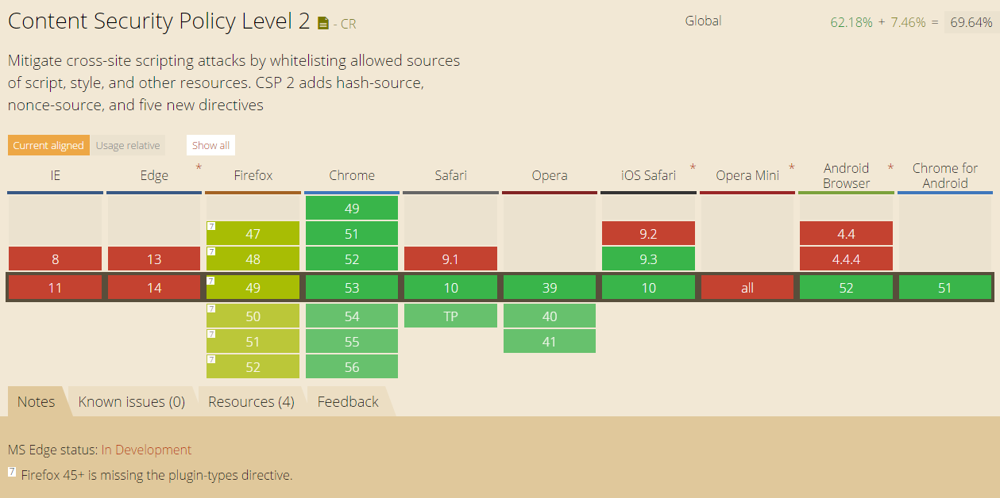 Content Security Policy Level 2 - CR
Global
62.18% + 7.46% = 69.64%
Mitigate cross-site scripting attacks by whitelisting allowed sources
of script, style, and other resources. CSP 2 adds hash-source,
nonce-source, and five new directives
Current aligned Usage relative Show all
IE Edge * Firefox Chrome Safari Opera iOS Safari * Opera Mini * Android Browser * Chrome for Android
49
7 47 51 9.2 4.4
8 13 7 48 52 9.1 9.3 4.4.4
11 14 7 49 53 10 39 10 all 52 51
7 50 54 TP 40
7 51 55 41
7 52 56
Notes Known issues (0) Resources (4) Feedback
MS Edge status: In Development
7 Firefox 45+ is missing the plugin-types directive.